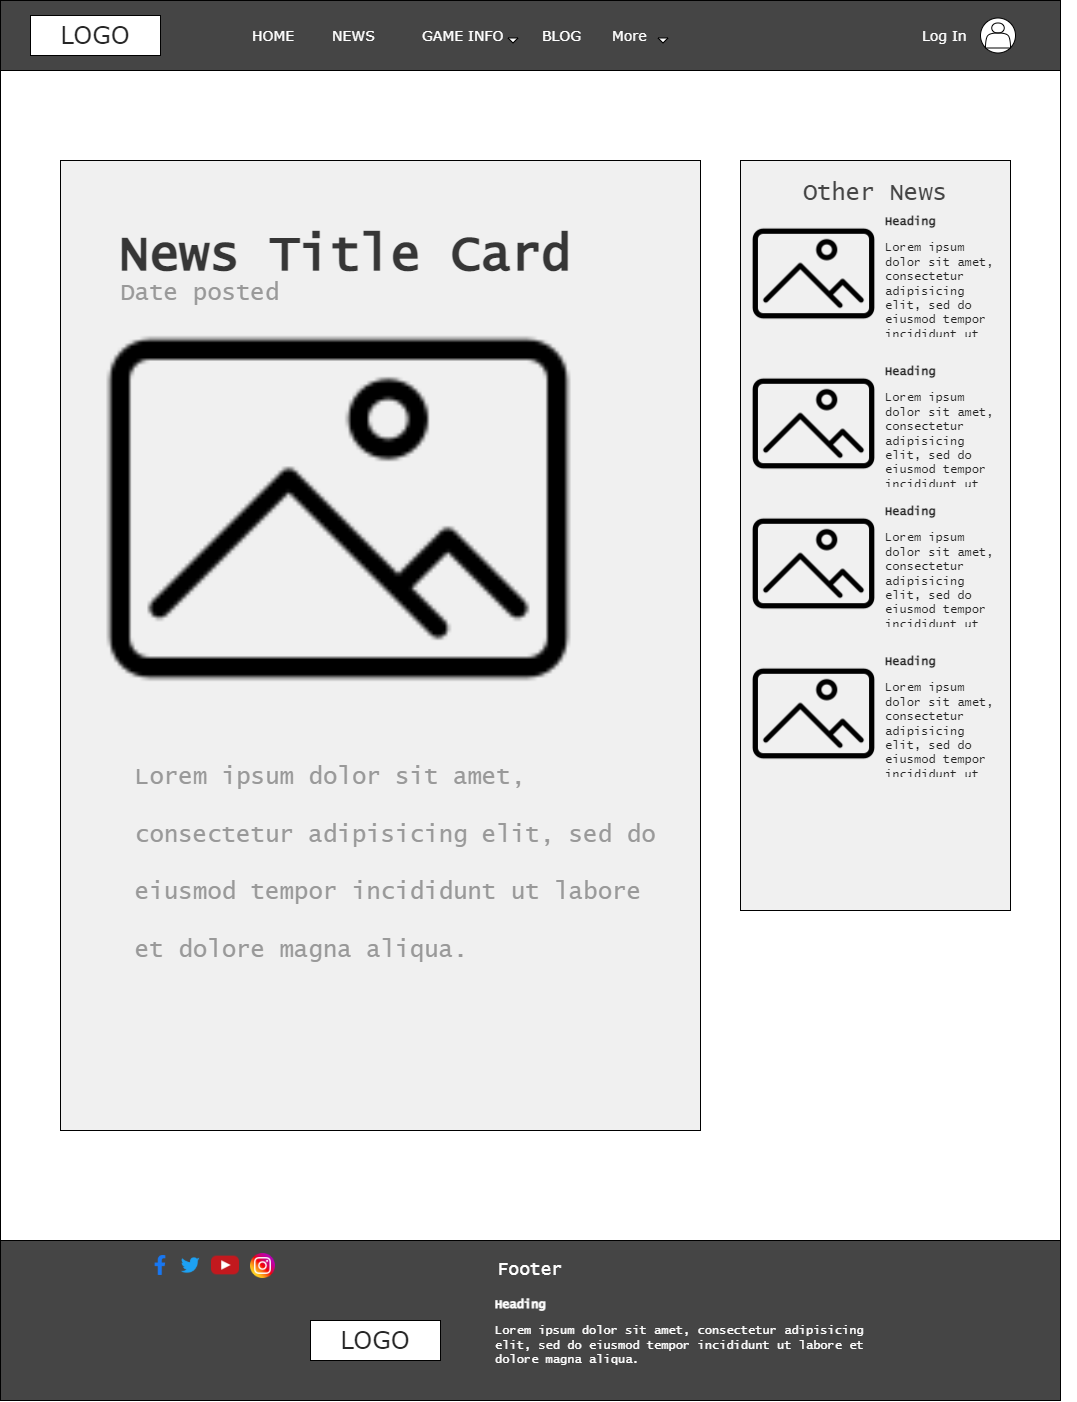 LOGO
HOME
NEWS
GAME INFO
BLOG
More
Log In
News Title Card
Date posted
Lorem ipsum dolor sit amet,
consectetur adipisicing elit, sed do
eiusmod tempor incididunt ut labore
et dolore magna aliqua.
Other News
Heading
Lorem ipsum
dolor sit amet,
consectetur
adipisicing
elit, sed do
eiusmod tempor
incididunt ut
Heading
Lorem ipsum
dolor sit amet,
consectetur
adipisicing
elit, sed do
eiusmod tempor
incididunt ut
Heading
Lorem ipsum
dolor sit amet,
consectetur
adipisicing
elit, sed do
eiusmod tempor
incididunt ut
Heading
Lorem ipsum
dolor sit amet,
consectetur
adipisicing
elit, sed do
eiusmod tempor
incididunt ut
LOGO
Footer
Heading
Lorem ipsum dolor sit amet, consectetur adipisicing
elit, sed do eiusmod tempor incididunt ut labore et
dolore magna aliqua.